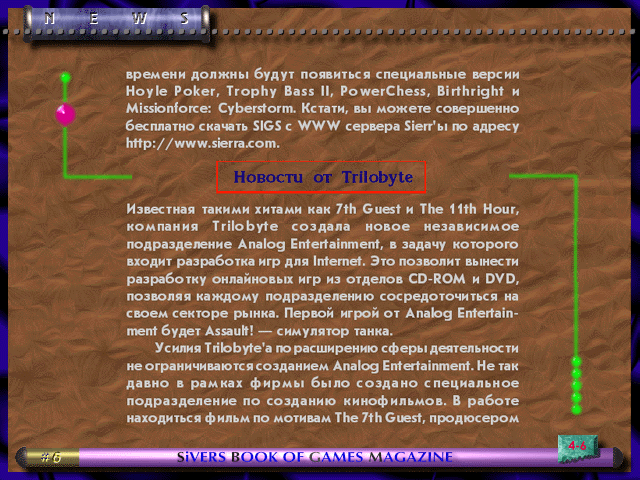 N E W S
времени должны будут появиться специальные версии
Hoyle Poker, Trophy Bass II, PowerChess, Birthright и
Missionforce: Cyberstorm. Кстати, вы можете совершенно
бесплатно скачать SIGS с WWW сервера Sierr'ы по адресу
http://www.sierra.com.
Новости от Trilobyte
Известная такими хитами как 7th Guest и The 11th Hour,
компания Trilobyte создала новое независимое
подразделение Analog Entertainment, в задачу которого
входит разработка игр для Internet. Это позволит вынести
разработку онлайновых игр из отделов CD-ROM и DVD,
позволяя каждому подразделению сосредоточиться на
своем секторе рынка. Первой игрой от Analog Entertain-
ment будет Assault! — симулятор танка.
Усилия Trilobyte'а по расширению сферы деятельности
не ограничиваются созданием Analog Entertainment. Не так
давно в рамках фирмы было создано специальное
подразделение по созданию кинофильмов. В работе
находиться фильм по мотивам The 7th Guest, продюсером
#6
SiVERS BOOK OF GAMES MAGAZINE
4-6